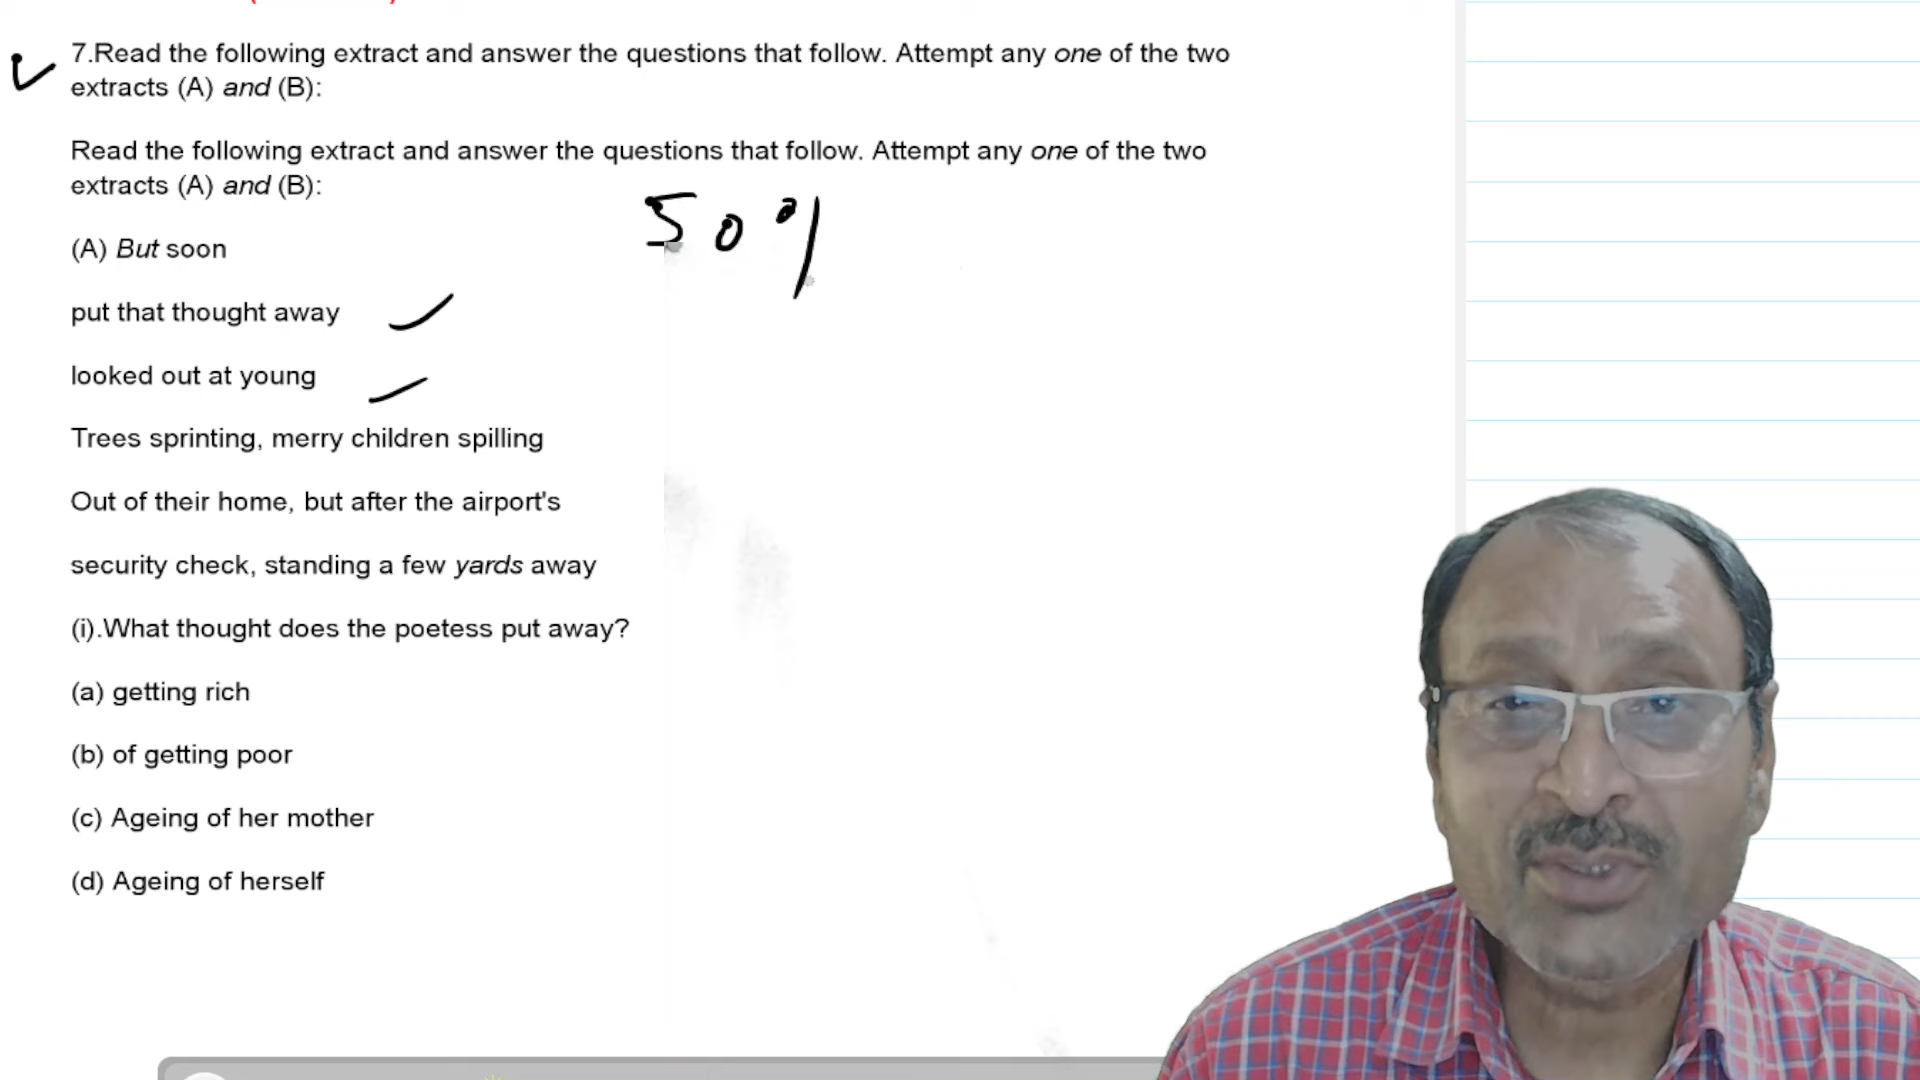 7.Read the following extract and answer the questions that follow. Attempt any one of the two
extracts (A) and (B):
Read the following extract and answer the questions that follow. Attempt any one of the two
extracts (A) and (B):
50%
(A) But soon
put that thought away
looked out at young
Trees sprinting, merry children spilling
Out of their home, but after the airport's
security check, standing a few yards away
(i).What thought does the poetess put away?
(a) getting rich
(b) of getting poor
(c) Ageing of her mother
(d) Ageing of herself